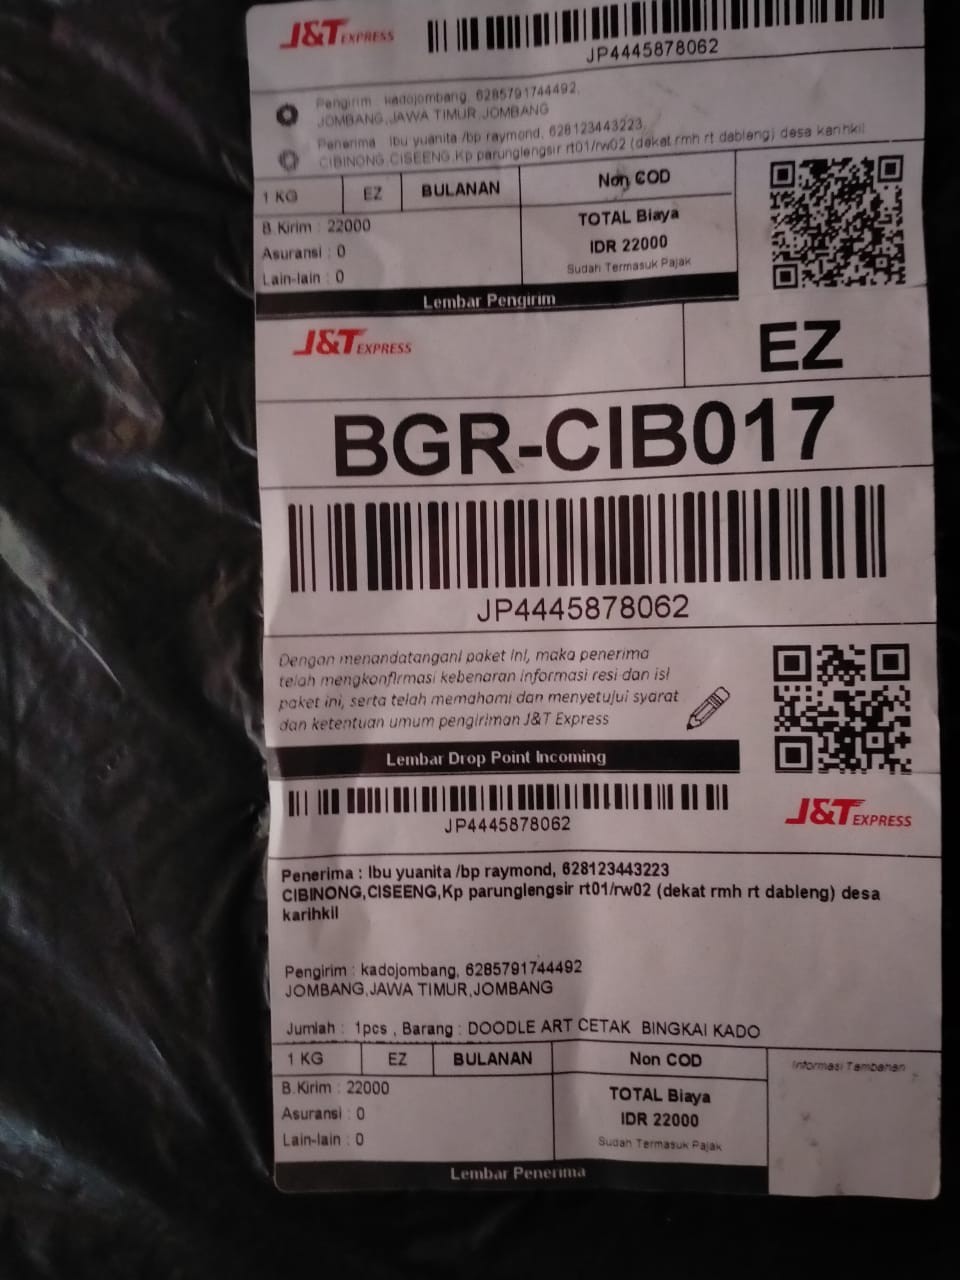 J&T EXPRESS
JP4445878062
Pengirim : kadojombang, 6285791744492,
JOMBANG,JAWA TIMUR,JOMBANG
Penerima : Ibu yuanita /bp raymond, 628123443223,
CIBINONG,CISEENG,Kp parunglengsir rt01/rw02 (dekat rmh rt dableng) desa karihkil
1 KG EZ BULANAN Non COD
B.Kirim : 22000
Asuransi : 0
Lain-lain : 0
TOTAL Biaya
IDR 22000
Sudah Termasuk Pajak
Lembar Pengirim
J&T EXPRESS
EZ
BGR-CIB017
JP4445878062
Dengan menandatangani paket ini, maka penerima
telah mengkonfirmasi kebenaran informasi resi dan isi
paket ini, serta telah memahami dan menyetujui syarat
dan ketentuan umum pengiriman J&T Express
Lembar Drop Point Incoming
JP4445878062
J&T EXPRESS
Penerima : Ibu yuanita /bp raymond, 628123443223
CIBINONG,CISEENG,Kp parunglengsir rt01/rw02 (dekat rmh rt dableng) desa
karihkil
Pengirim : kadojombang, 6285791744492
JOMBANG,JAWA TIMUR,JOMBANG
Jumlah : 1pcs , Barang : DOODLE ART CETAK BINGKAI KADO
1 KG EZ BULANAN Non COD
Informasi Tambahan
B.Kirim : 22000
Asuransi : 0
Lain-lain : 0
TOTAL Biaya
IDR 22000
Sudah Termasuk Pajak
Lembar Penerima